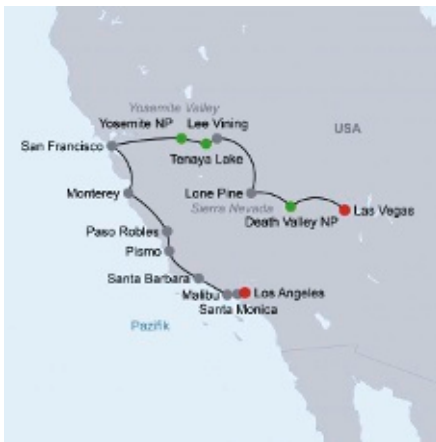 Yosemite Valley
Yosemite NP
Lee Vining
USA
San Francisco
Tenaya Lake
Monterey
Lone Pine
Sierra Nevada
Las Vegas
Death Valley NP
Paso Robles
Pismo
Santa Barbara
Malibu
Los Angeles
Santa Monica
Pazifik